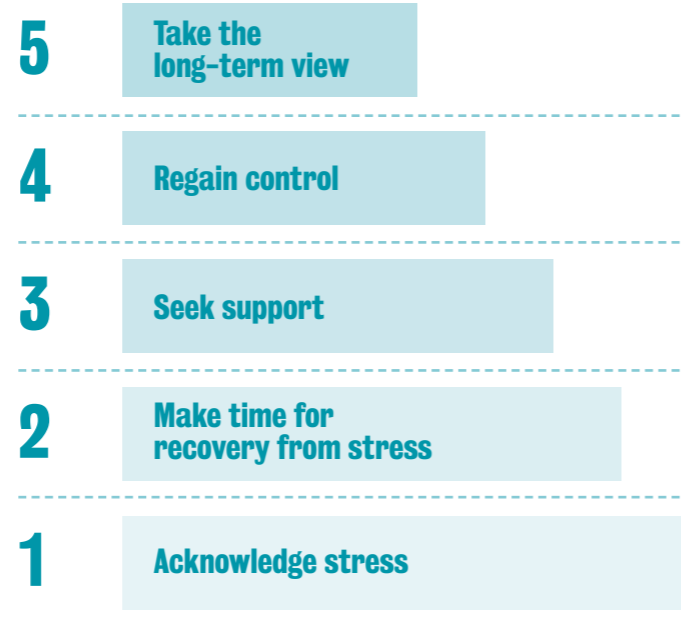 5
Take the
long-term view
4
Regain control
3
Seek support
2
Make time for
recovery from stress
1
Acknowledge stress